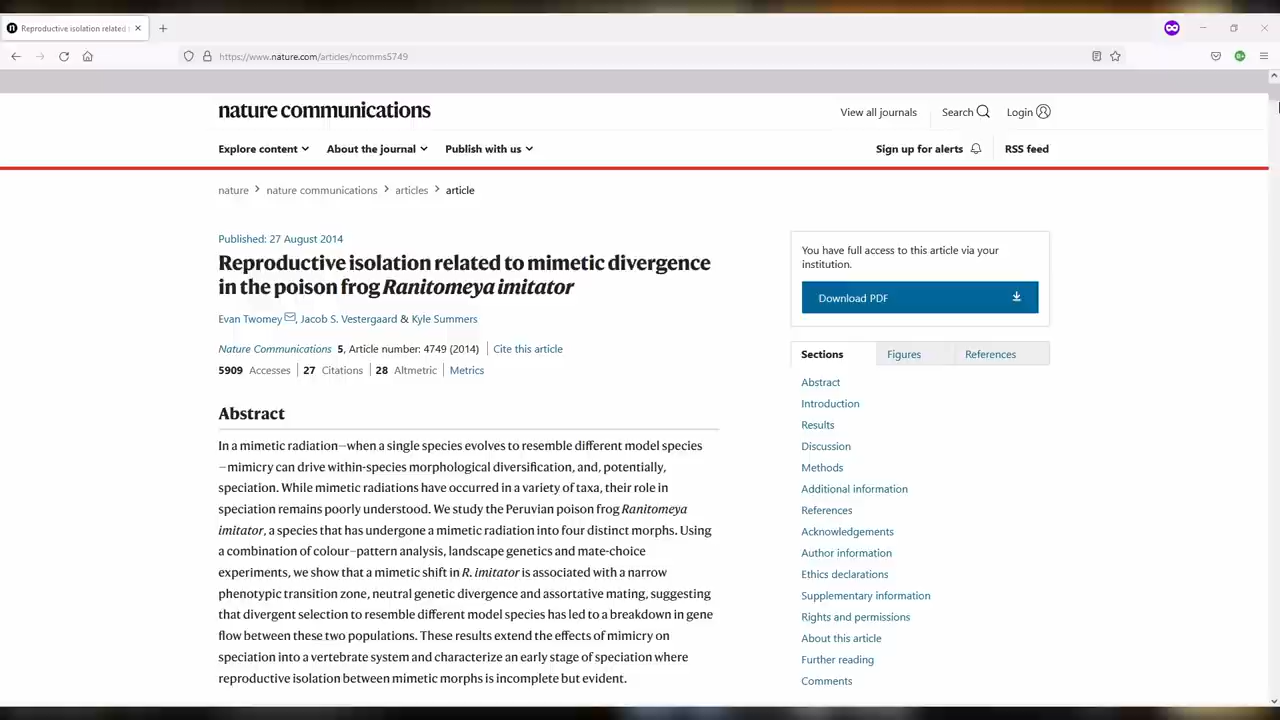 Reproductive isolation related
https://www.nature.com/articles/ncomms5749
nature communications
View all journals
Search
Login
Explore content
About the journal
Publish with us
Sign up for alerts
RSS feed
nature > nature communications > articles > article
Published: 27 August 2014
Reproductive isolation related to mimetic divergence
in the poison frog Ranitomeya imitator
Evan Twomey, Jacob S. Vestergaard & Kyle Summers
Nature Communications 5, Article number: 4749 (2014) | Cite this article
5909 Accesses | 27 Citations | 28 Altmetric | Metrics
Abstract
In a mimetic radiation—when a single species evolves to resemble different model species
—mimicry can drive within-species morphological diversification, and, potentially,
speciation. While mimetic radiations have occurred in a variety of taxa, their role in
speciation remains poorly understood. We study the Peruvian poison frog Ranitomeya
imitator, a species that has undergone a mimetic radiation into four distinct morphs. Using
a combination of colour–pattern analysis, landscape genetics and mate-choice
experiments, we show that a mimetic shift in R. imitator is associated with a narrow
phenotypic transition zone, neutral genetic divergence and assortative mating, suggesting
that divergent selection to resemble different model species has led to a breakdown in gene
flow between these two populations. These results extend the effects of mimicry on
speciation into a vertebrate system and characterize an early stage of speciation where
reproductive isolation between mimetic morphs is incomplete but evident.
You have full access to this article via your
institution.
Download PDF
Sections
Figures
References
Abstract
Introduction
Results
Discussion
Methods
Additional information
References
Acknowledgements
Author information
Ethics declarations
Supplementary information
Rights and permissions
About this article
Further reading
Comments